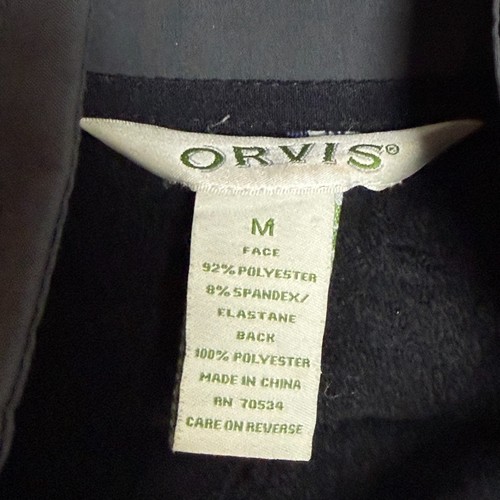 ORVIS®
M
FACE
92% POLYESTER
8% SPANDEX/
ELASTANE
BACK
100% POLYESTER
MADE IN CHINA
RN 70534
CARE ON REVERSE